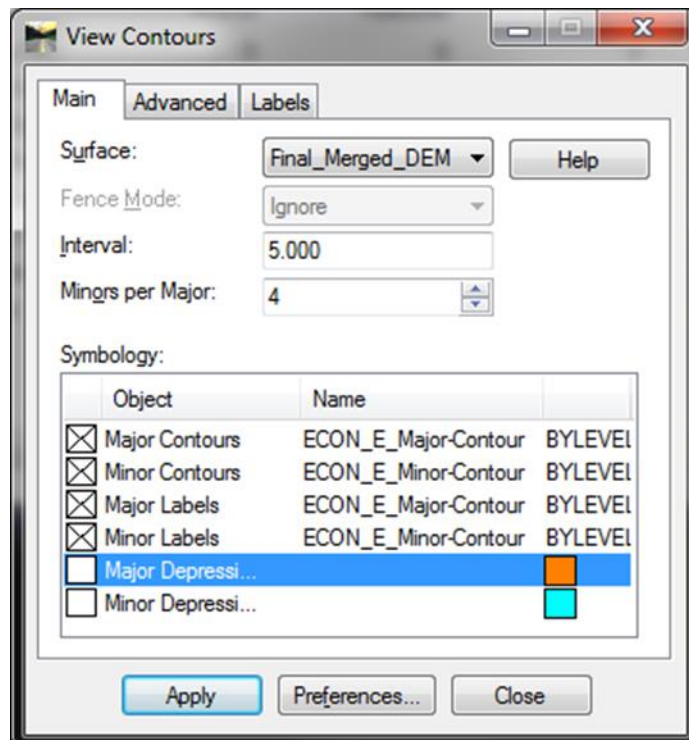 View Contours
Main Advanced Labels
Surface: Final_Merged_DEM Help
Fence Mode: Ignore
Interval: 5.000
Minors per Major: 4
Symbology:
Object Name
Major Contours ECON_E_Major-Contour BYLEVEL
Minor Contours ECON_E_Minor-Contour BYLEVEL
Major Labels ECON_E_Major-Contour BYLEVEL
Minor Labels ECON_E_Minor-Contour BYLEVEL
Major Depressi...
Minor Depressi...
Apply Preferences... Close